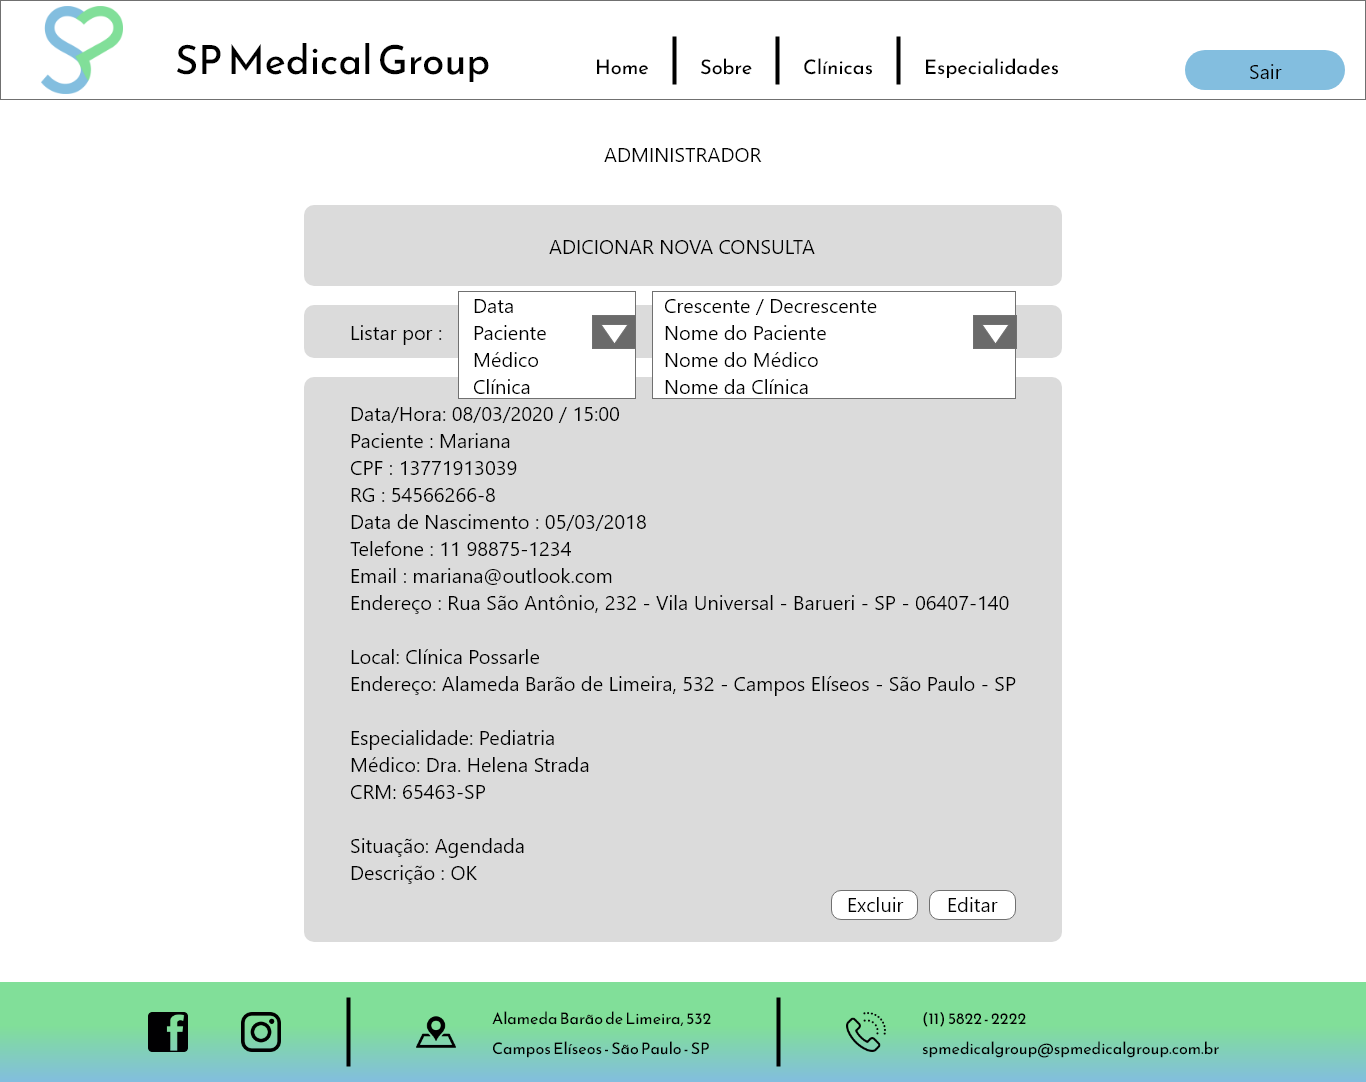 SP Medical Group
Home
Sobre
Clínicas
Especialidades
Sair
ADMINISTRADOR
ADICIONAR NOVA CONSULTA
Listar por :
Data
Paciente
Médico
Clínica
Crescente / Decrescente
Nome do Paciente
Nome do Médico
Nome da Clínica
Data/Hora: 08/03/2020 / 15:00
Paciente : Mariana
CPF : 13771913039
RG : 54566266-8
Data de Nascimento : 05/03/2018
Telefone : 11 98875-1234
Email : mariana@outlook.com
Endereço : Rua São Antônio, 232 - Vila Universal - Barueri - SP - 06407-140
Local: Clínica Possarle
Endereço: Alameda Barão de Limeira, 532 - Campos Elíseos - São Paulo - SP
Especialidade: Pediatria
Médico: Dra. Helena Strada
CRM: 65463-SP
Situação: Agendada
Descrição : OK
Excluir
Editar
Alameda Barão de Limeira, 532
Campos Elíseos - São Paulo - SP
(11) 5822 - 2222
spmedicalgroup@spmedicalgroup.com.br